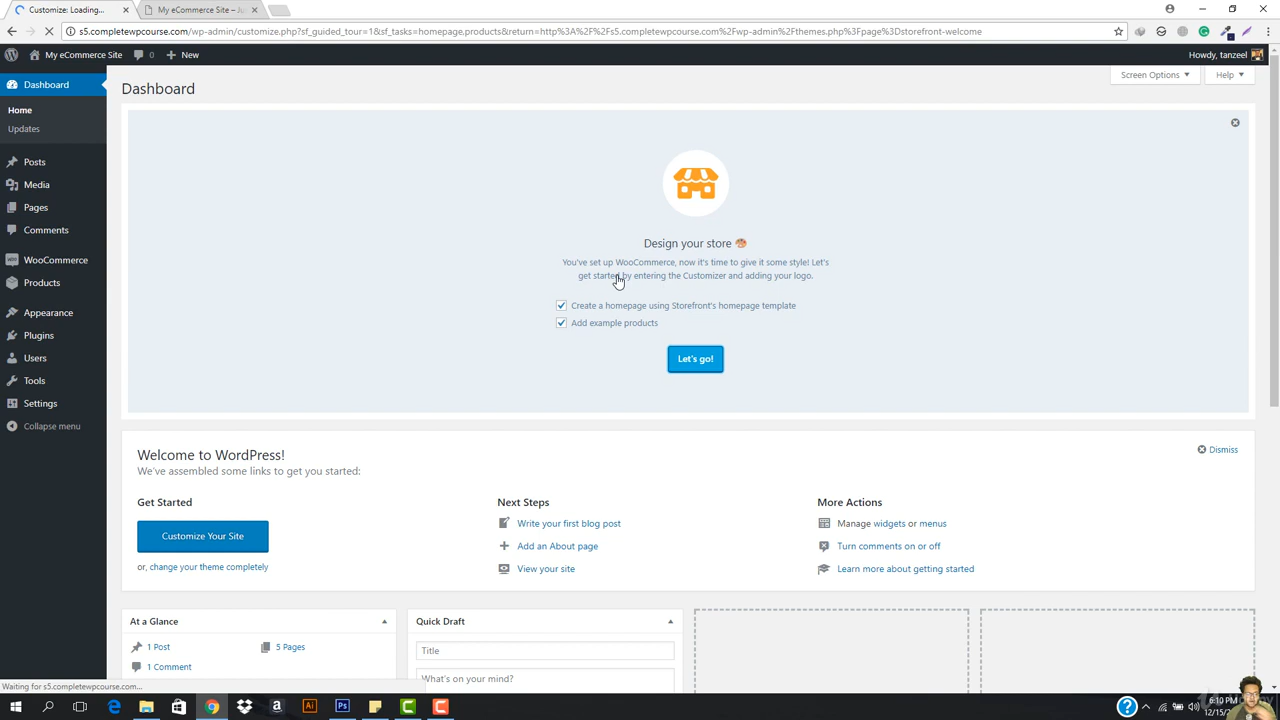 Customize: Loading...
My eCommerce Site – Ju
s5.completewpcourse.com/wp-admin/customize.php?sf_guided_tour=1&sf_tasks=homepage,products&return=http%3A%2F%2Fs5.completewpcourse.com%2Fwp-admin%2Fthemes.php%3Fpage%3Dstorefront-welcome
My eCommerce Site
0
New
Howdy, tanzeel
Dashboard
Home
Updates
Posts
Media
Pages
Comments
WooCommerce
Products
Appearance
Plugins
Users
Tools
Settings
Collapse menu
Dashboard
Screen Options
Help
Design your store
You've set up WooCommerce, now it's time to give it some style! Let's
get started by entering the Customizer and adding your logo.
Create a homepage using Storefront's homepage template
Add example products
Let's go!
Welcome to WordPress!
We've assembled some links to get you started:
Dismiss
Get Started
Customize Your Site
or, change your theme completely
Next Steps
Write your first blog post
Add an About page
View your site
More Actions
Manage widgets or menus
Turn comments on or off
Learn more about getting started
At a Glance
1 Post
5 Pages
1 Comment
Quick Draft
Title
What's on your mind?
Waiting for s5.completewpcourse.com...
6:10 PM
12/15/2017